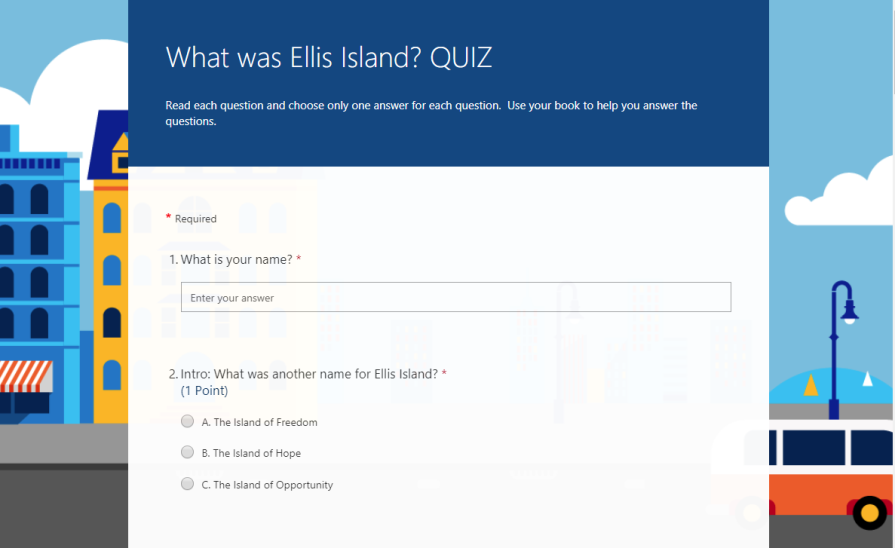 What was Ellis Island? QUIZ
Read each question and choose only one answer for each question.  Use your book to help you answer the
questions.
* Required
1. What is your name? *
Enter your answer
2. Intro: What was another name for Ellis Island? *
(1 Point)
A. The Island of Freedom
B. The Island of Hope
C. The Island of Opportunity